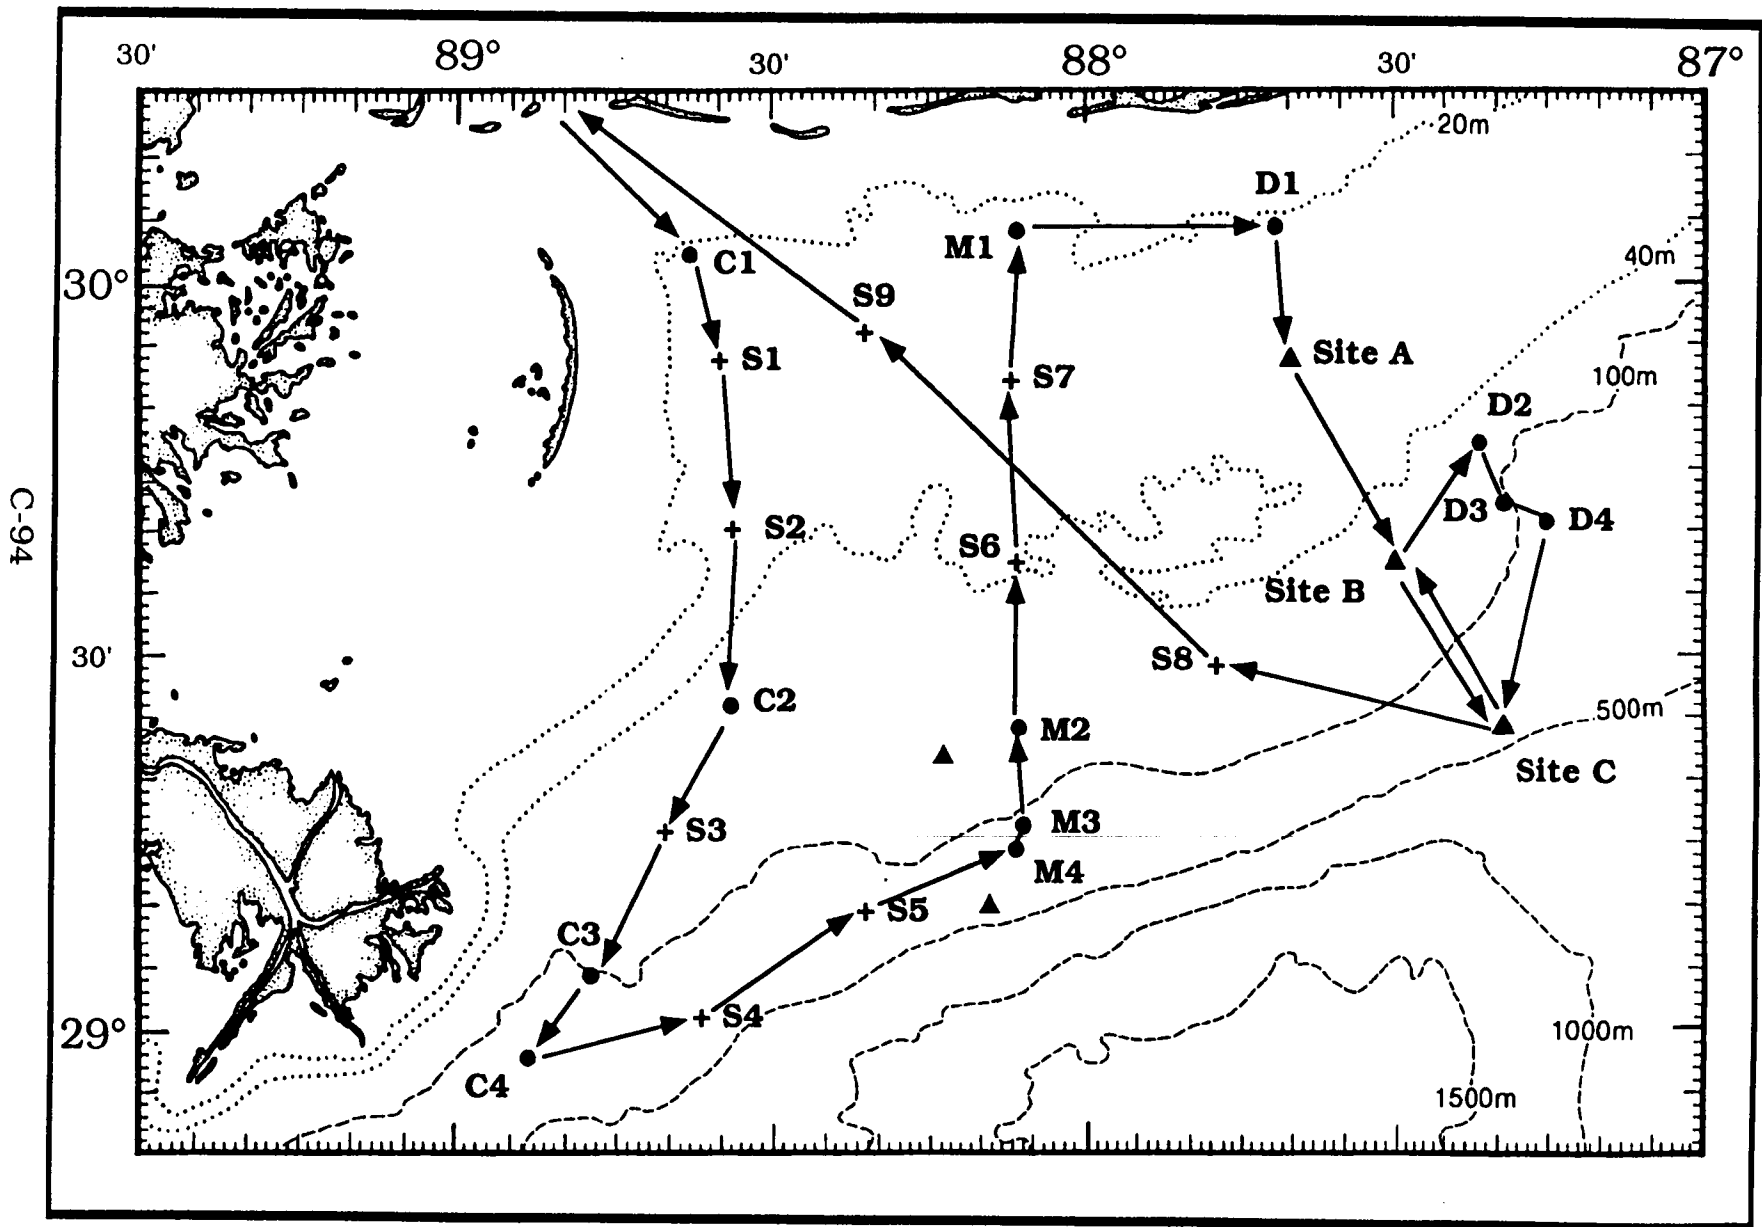 30' 89° 30' 88° 30' 87°
20m
D1
M1
40m
C1
30°
S9
S1
Site A
S7
100m
D2
C-94
D3
D4
S2
S6
Site B
30'
S8
C2
500m
M2
Site C
S3
M3
M4
S5
C3
S4
29°
1000m
C4
1500m